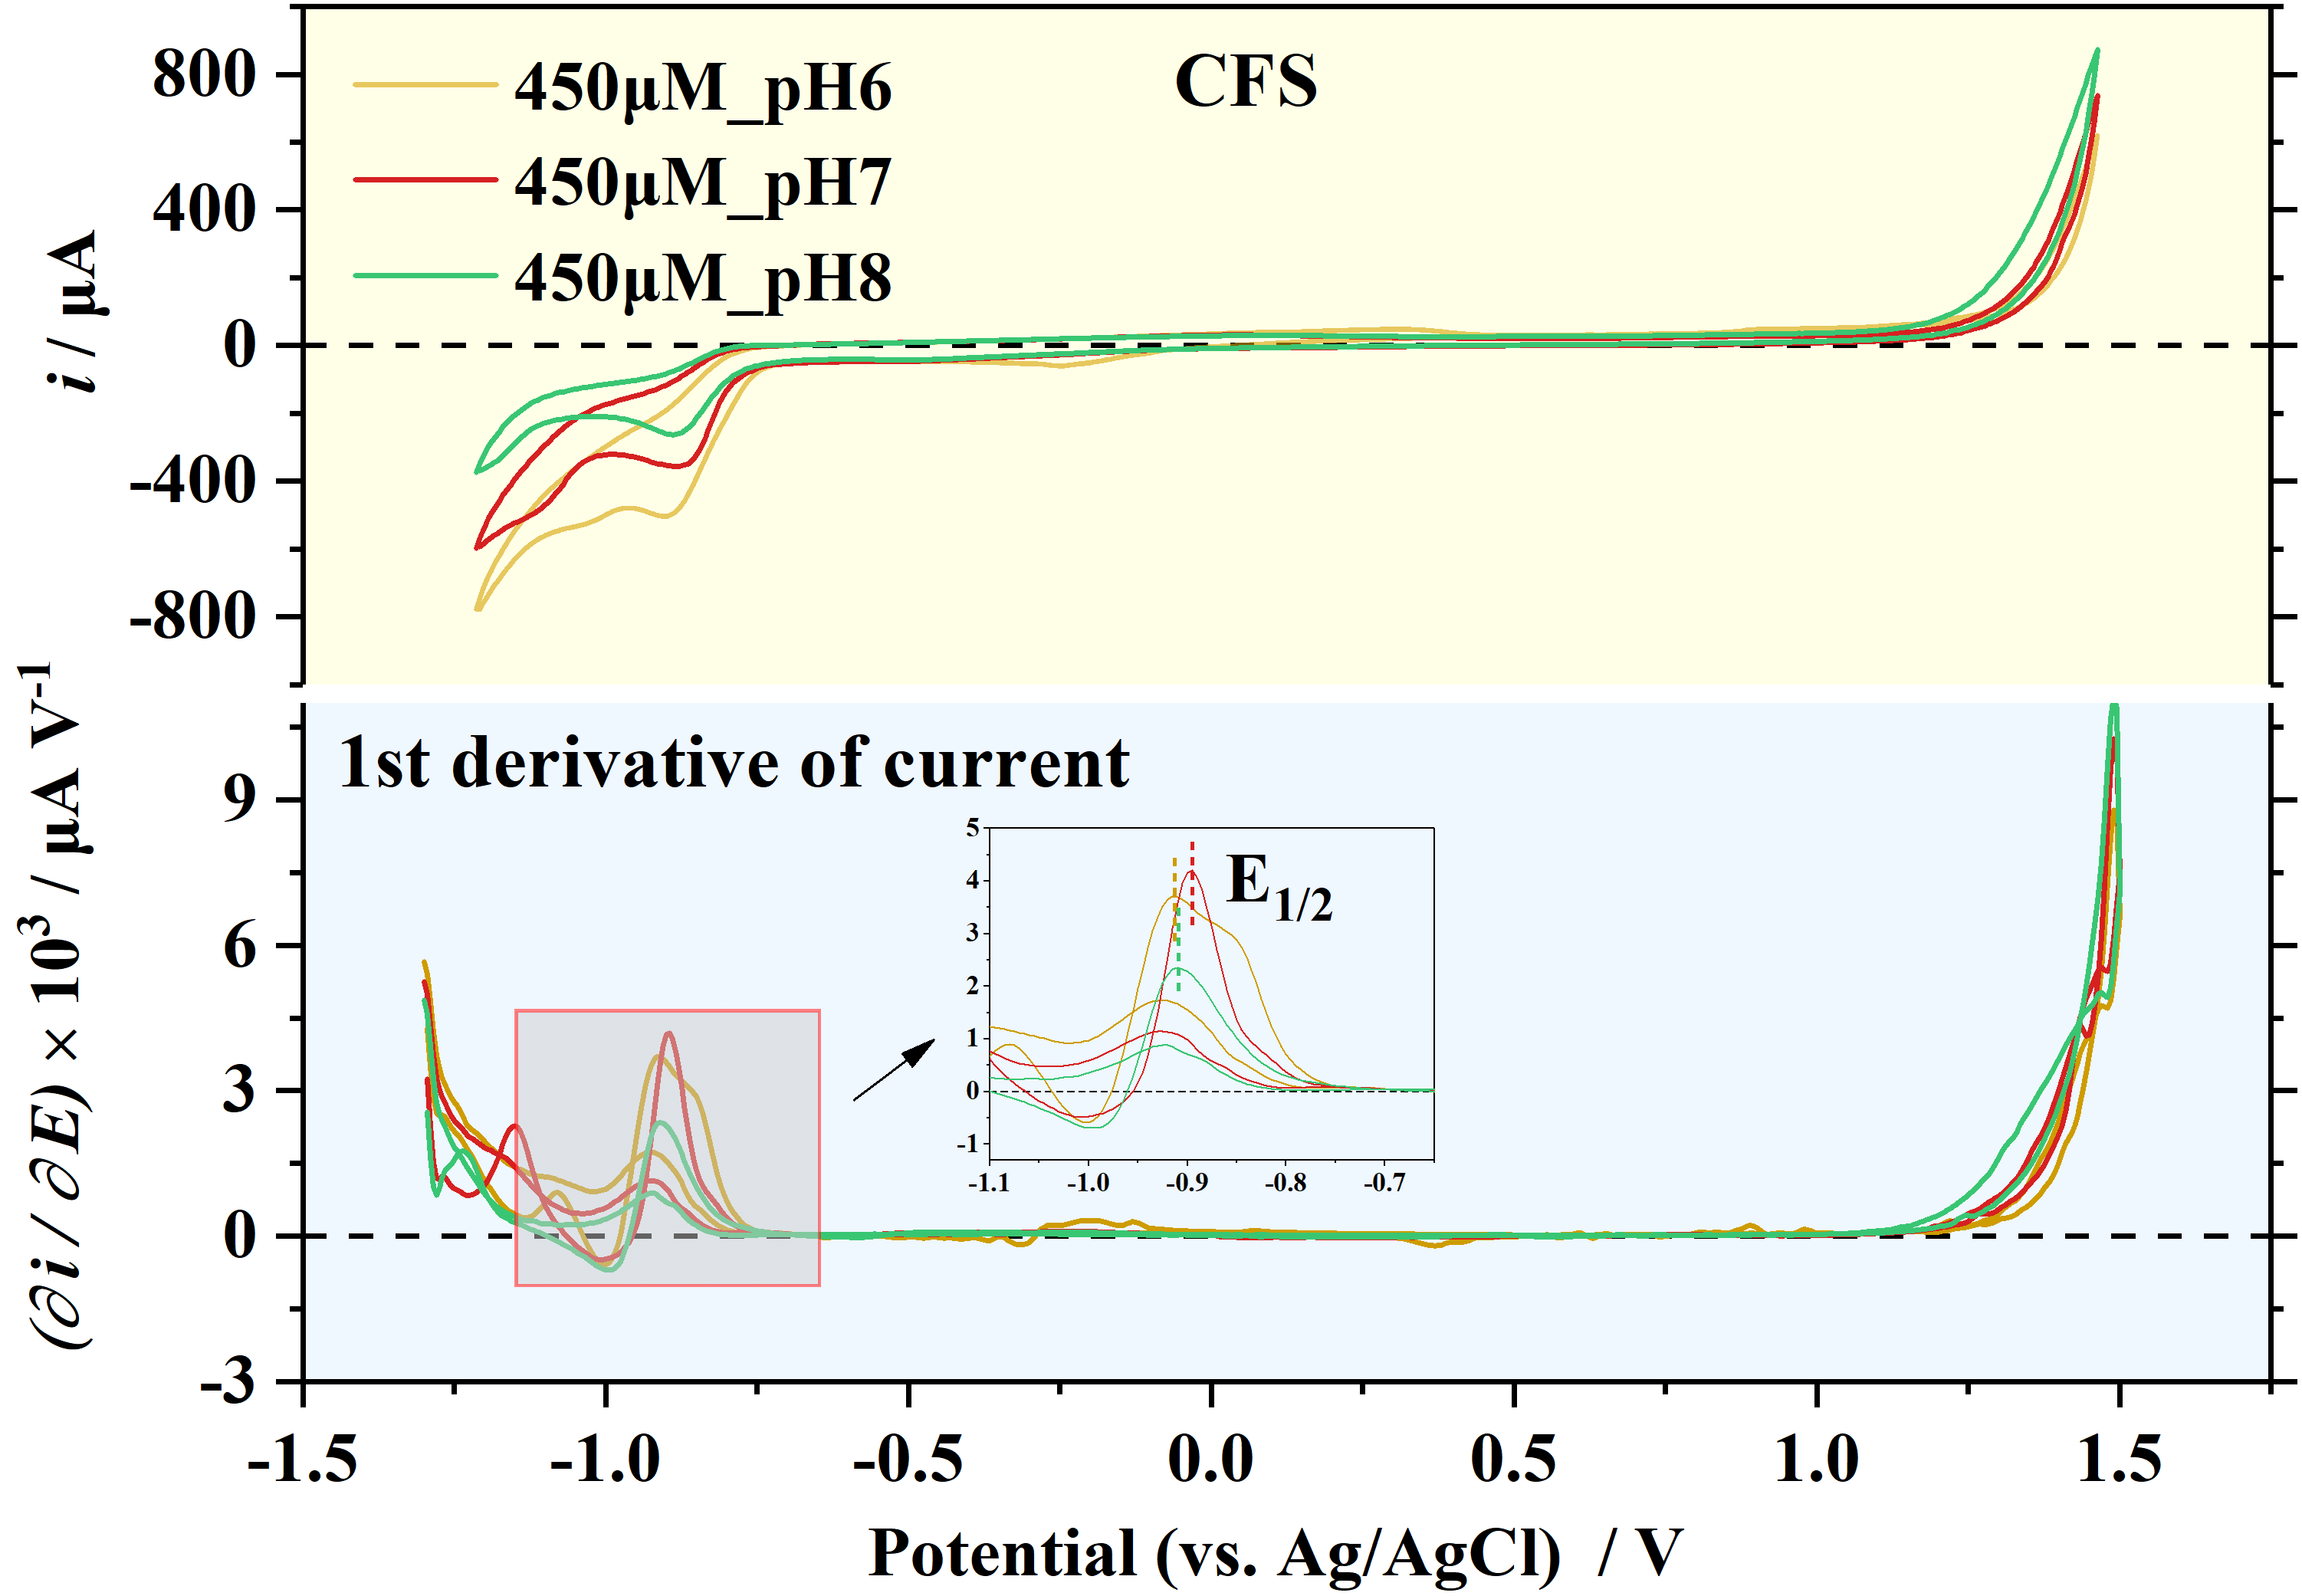 CFS
450μM_pH6
450μM_pH7
450μM_pH8
800
400
0
-400
-800
i / μA
1st derivative of current
9
6
3
0
-3
(∂i / ∂E) × 10³ / μA V⁻¹
E1/2
5
4
3
2
1
0
-1
-1.1 -1.0 -0.9 -0.8 -0.7
-1.5 -1.0 -0.5 0.0 0.5 1.0 1.5
Potential (vs. Ag/AgCl) / V